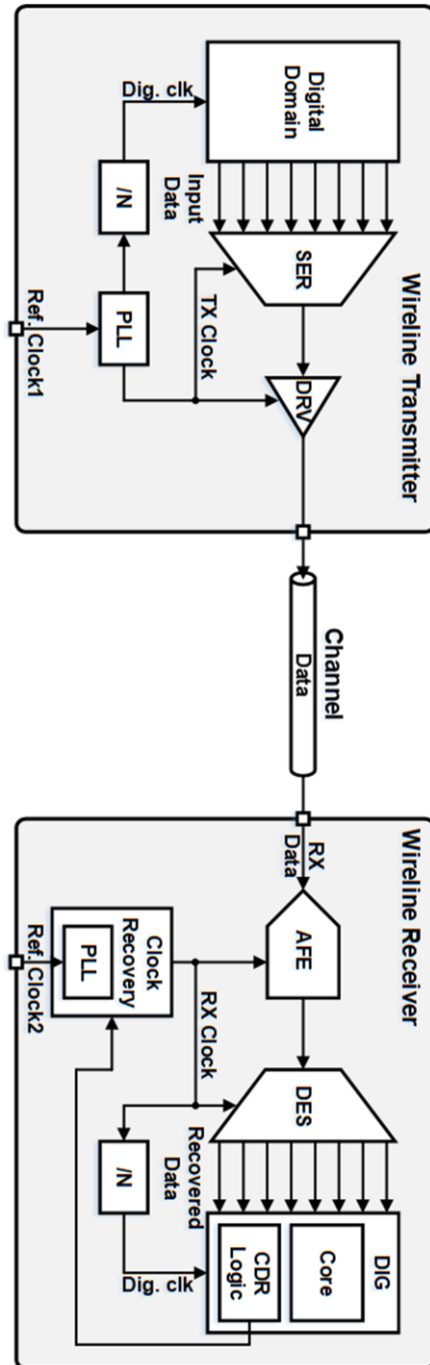 Wireline Transmitter
Digital
Domain
Input
Data
SER
DRV
Dig. clk
/N
PLL
TX Clock
Ref. Clock1
Channel
Data
Wireline Receiver
RX
Data
AFE
DES
DIG
Core
CDR
Logic
Clock
Recovery
PLL
RX Clock
Recovered
Data
/N
Dig. clk
Ref. Clock2